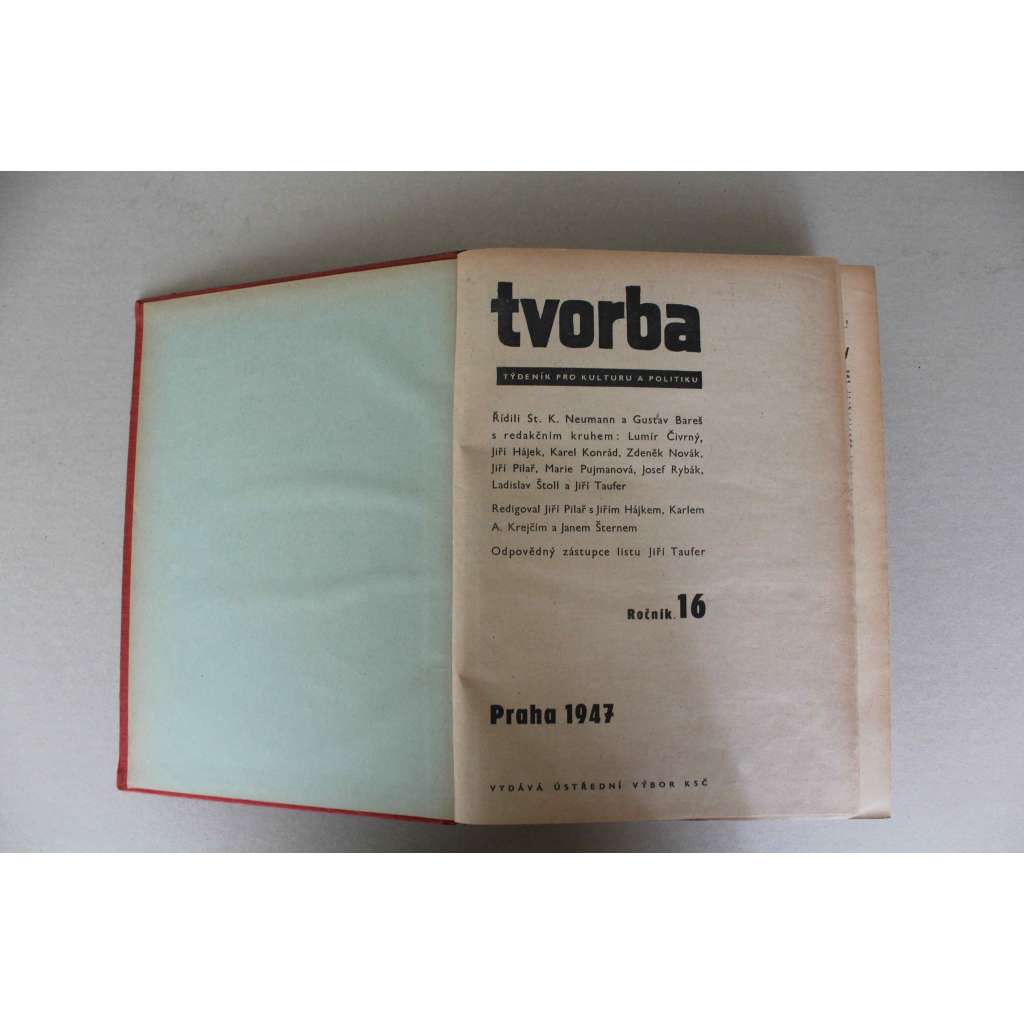 tvorba
TÝDENÍK PRO KULTURU A POLITIKU
Řídili St. K. Neumann a Gustav Bareš
s redakčním kruhem: Lumír Čivrný,
Jiří Hájek, Karel Konrád, Zdeněk Novák,
Jiří Pilař, Marie Pujmanová, Josef Rybák,
Ladislav Štoll a Jiří Taufer
Redigoval Jiří Pilař s Jiřím Hájkem, Karlem
A. Krejčím a Janem Šternem
Odpovědný zástupce listu Jiří Taufer
Ročník 16
Praha 1947
VYDÁVÁ ÚSTŘEDNÍ VÝBOR KSČ